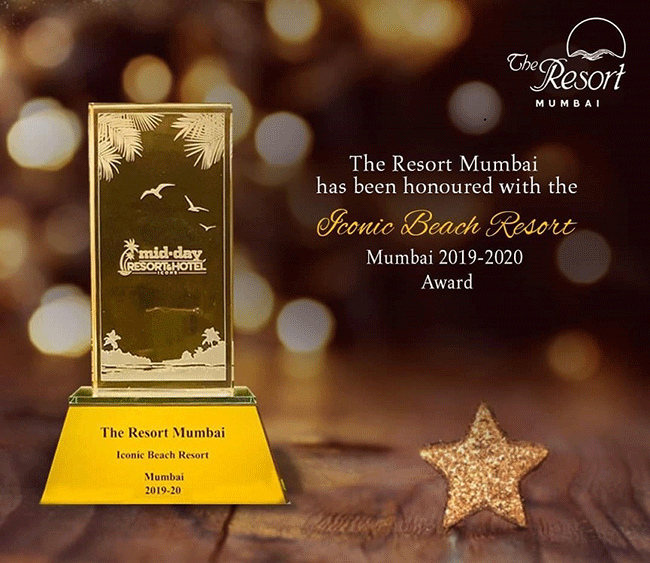 The
Resort
MUMBAI
The Resort Mumbai
has been honoured with the
Iconic Beach Resort
Mumbai 2019-2020
Award
mid-day
RESORT&HOTEL
ICONS
The Resort Mumbai
Iconic Beach Resort
Mumbai
2019-20